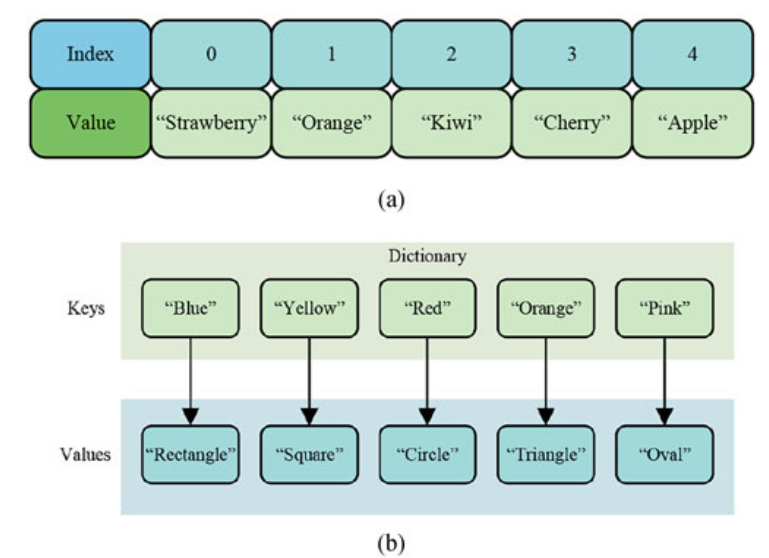 Index 0 1 2 3 4
Value “Strawberry” “Orange” “Kiwi” “Cherry” “Apple”
(a)
Dictionary
Keys “Blue” “Yellow” “Red” “Orange” “Pink”
Values “Rectangle” “Square” “Circle” “Triangle” “Oval”
(b)